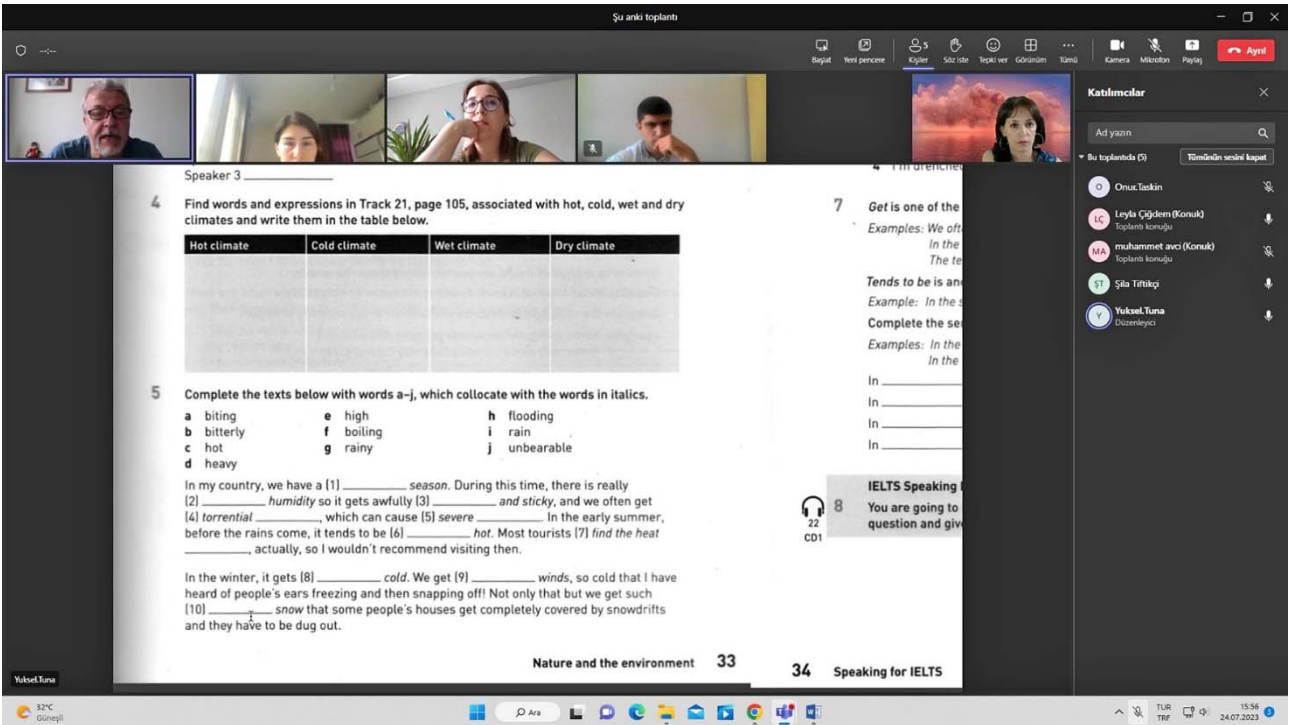 Şu anki toplantı
--:--
Başlat Yeni pencere Kişiler 5 Söz iste Tepki ver Görünüm Tümü Kamera Mikrofon Paylaş Ayrıl
Katılımcılar
Ad yazın
Bu toplantıda (5) Tümünün sesini kapat
O Onur.Taskin
LÇ Leyla Çiğdem (Konuk)
Toplantı konuğu
MA muhammet avci (Konuk)
Toplantı konuğu
ŞT Şila Tiftikçi
Y Yuksel.Tuna
Düzenleyici
Speaker 3
4 Find words and expressions in Track 21, page 105, associated with hot, cold, wet and dry
climates and write them in the table below.
Hot climate Cold climate Wet climate Dry climate
5 Complete the texts below with words a–j, which collocate with the words in italics.
a biting e high h flooding
b bitterly f boiling i rain
c hot g rainy j unbearable
d heavy
In my country, we have a (1) ________ season. During this time, there is really
(2) ________ humidity so it gets awfully (3) ________ and sticky, and we often get
(4) torrential ________, which can cause (5) severe ________. In the early summer,
before the rains come, it tends to be (6) ________ hot. Most tourists (7) find the heat
________, actually, so I wouldn't recommend visiting then.
In the winter, it gets (8) ________ cold. We get (9) ________ winds, so cold that I have
heard of people's ears freezing and then snapping off! Not only that but we get such
(10) ________ snow that some people's houses get completely covered by snowdrifts
and they have to be dug out.
Nature and the environment 33
4 I'm drenched
7 Get is one of the
Examples: We oft
In the
The te
Tends to be is an
Example: In the s
Complete the se
Examples: In the
In the
In
In
In
In
IELTS Speaking
8 You are going to
question and giv
22
CD1
34 Speaking for IELTS
Yuksel.Tuna
32°C
Güneşli
Ara
TUR
TRF
15:56
24.07.2023
3